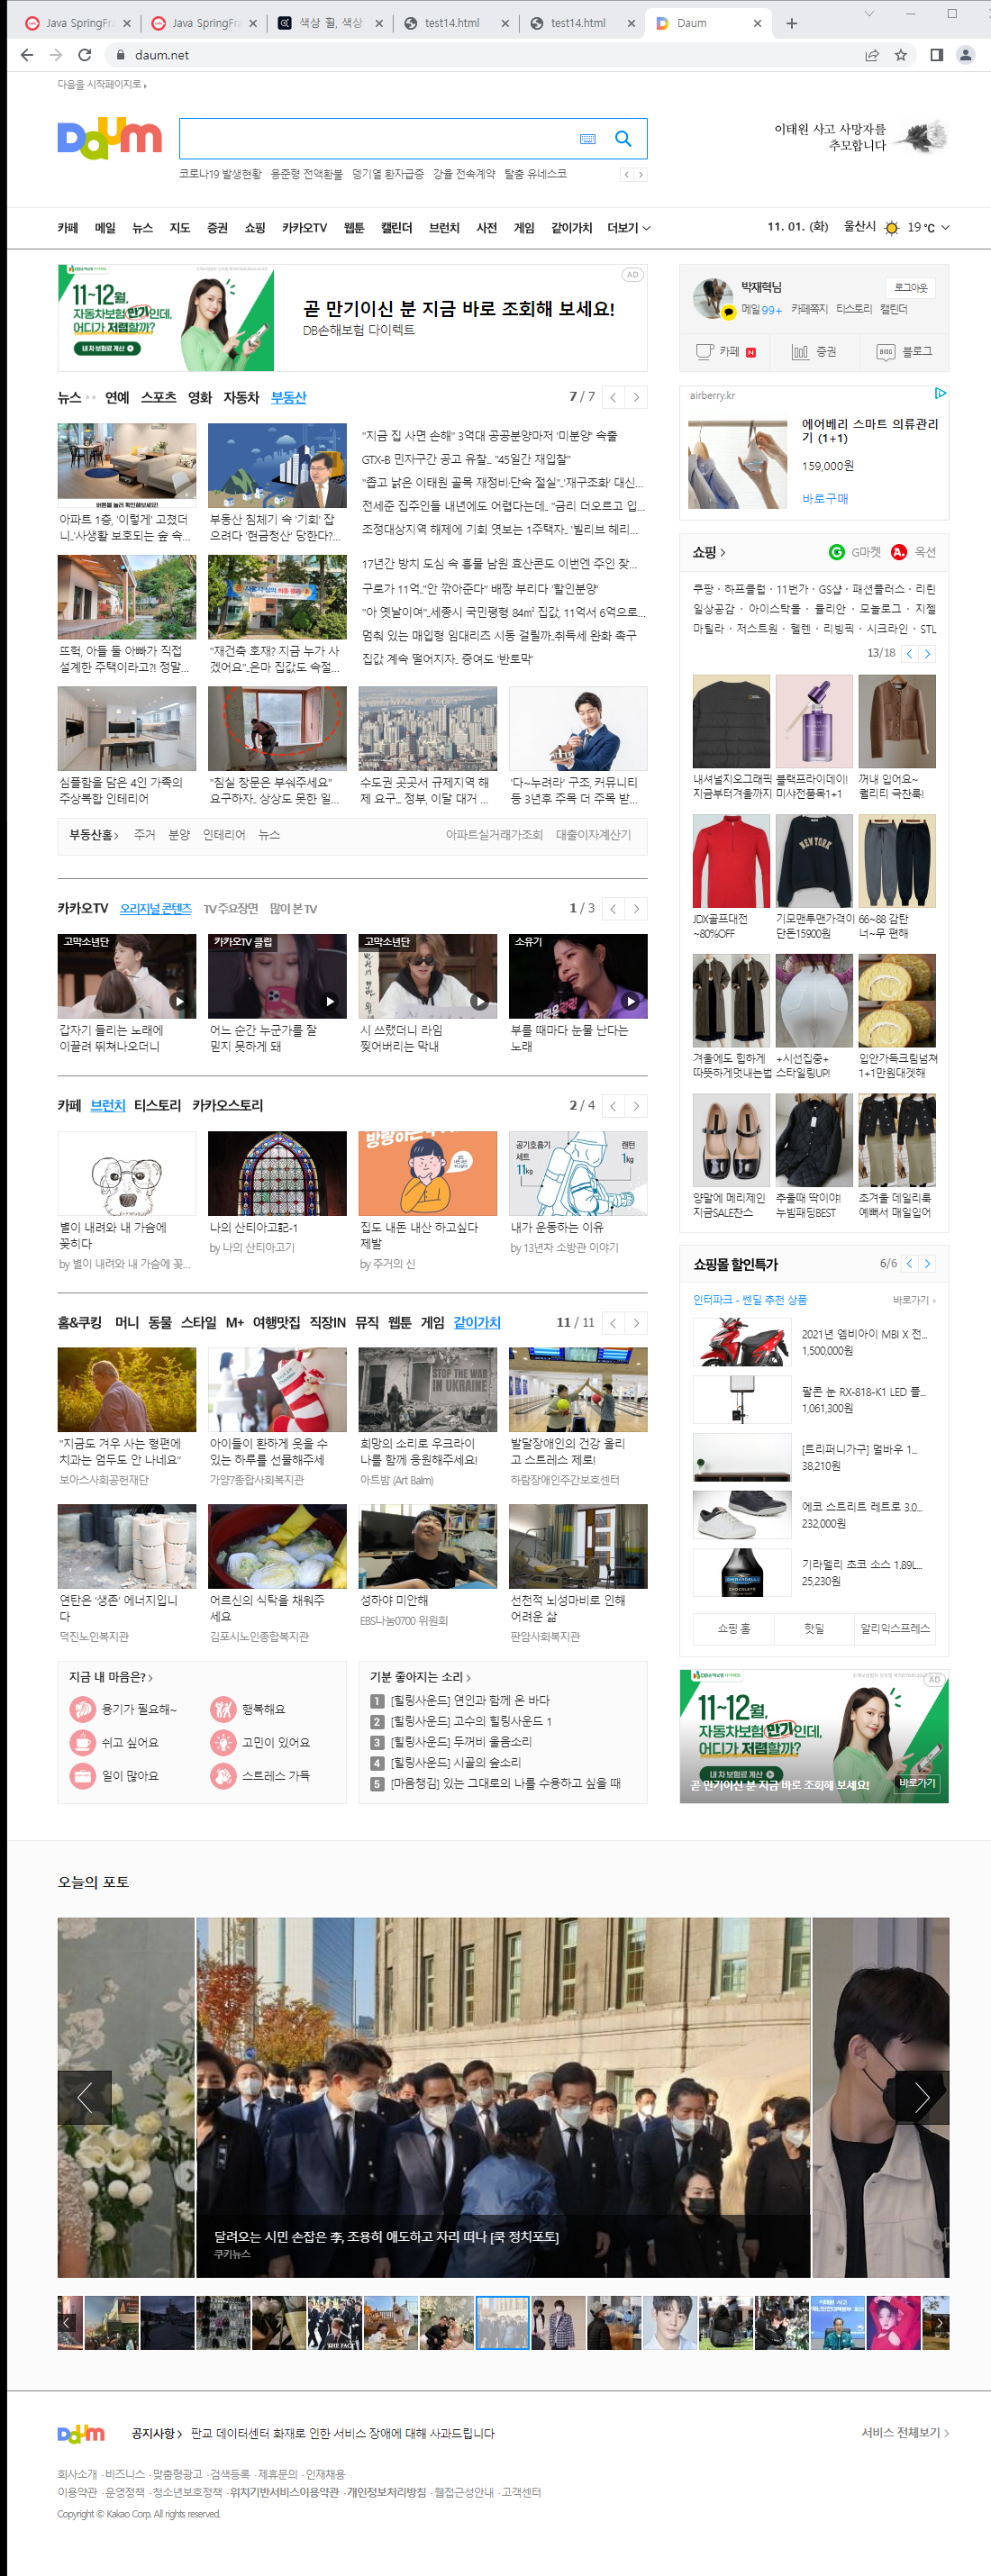 Java SpringFra
Java SpringFra
색상 휠, 색상
test14.html
test14.html
Daum
daum.net
다음을 시작페이지로
Daum
코로나19 발생현황 용준형 전액환불 뎅기열 환자급증 강율 전속계약 탈춤 유네스코
이태원 사고 사망자를
추모합니다
카페 메일 뉴스 지도 증권 쇼핑 카카오TV 웹툰 캘린더 브런치 사전 게임 같이가치 더보기
11. 01. (화) 울산시 19 ℃
11~12월,
자동차보험 만기인데,
어디가 저렴할까?
내 차 보험료 계산
곧 만기이신 분 지금 바로 조회해 보세요!
DB손해보험 다이렉트
AD
박재혁님
로그아웃
메일 99+ 카페쪽지 티스토리 캘린더
카페 N 증권 블로그
뉴스 연예 스포츠 영화 자동차 부동산
7 / 7
버튼을 눌러 확인해보세요!
아파트 1층, '이렇게' 고쳤더
니..'사생활 보호되는 숲 속...
부동산 침체기 속 '기회' 잡
으려다 '현금청산' 당한다?...
"지금 집 사면 손해" 3억대 공공분양마저 '미분양' 속출
GTX-B 민자구간 공고 유찰... "45일간 재입찰"
"좁고 낡은 이태원 골목 재정비·단속 절실"..'재구조화' 대신...
전세준 집주인들 내년에도 어렵다는데.. "금리 더오르고 입...
조정대상지역 해제에 기회 엿보는 1주택자.. '빌리브 헤리...
뜨헉, 아들 둘 아빠가 직접
설계한 주택이라고?! 정말...
"재건축 호재? 지금 누가 사
겠어요"..은마 집값도 속절...
17년간 방치 도심 속 흉물 남원 효산콘도 이번엔 주인 찾...
구로가 11억.."안 깎아준다" 배짱 부리다 '할인분양'
"아 옛날이여"..세종시 국민평형 84㎡ 집값, 11억서 6억으로...
멈춰 있는 매입형 임대리츠 시동 걸릴까..취득세 완화 촉구
집값 계속 떨어지자.. 증여도 '반토막'
심플함을 담은 4인 가족의
주상복합 인테리어
"침실 창문은 부숴주세요"
요구하자.. 상상도 못한 일...
수도권 곳곳서 규제지역 해
제 요구... 정부, 이달 대거 ...
'다~누려라' 구조, 커뮤니티
등 3년후 주목 더 주목 받...
부동산홈 주거 분양 인테리어 뉴스 아파트실거래가조회 대출이자계산기
airberry.kr
에어베리 스마트 의류관리
기 (1+1)
159,000원
바로구매
쇼핑
G마켓 옥션
쿠팡 · 하프클럽 · 11번가 · GS샵 · 패션플러스 · 리린
일상공감 · 아이스탁몰 · 플리안 · 모놀로그 · 지젤
마틸라 · 저스트원 · 헬렌 · 리빙픽 · 시크라인 · STL
13/18
내셔널지오그래픽
지금부터겨울까지
블랙프라이데이!
미샤전품목1+1
꺼내 입어요~
퀄리티 극찬룩!
JDX골프대전
~80%OFF
기모맨투맨가격이
단돈15900원
66~88 감탄
너~무 편해
겨울에도 힙하게
따뜻하게멋내는법
+시선집중+
스타일링UP!
입안가득크림넘쳐
1+1만원대겟해
양말에 메리제인
지금SALE찬스
추울때 딱이야!
누빔패딩BEST
초겨울 데일리룩
예뻐서 매일입어
카카오TV 오리지널 콘텐츠 TV 주요장면 많이 본 TV
1 / 3
고막소년단
카카오TV 클립
고막소년단
소유기
갑자기 들리는 노래에
이끌려 뛰쳐나오더니
어느 순간 누군가를 잘
믿지 못하게 돼
시 쓰랬더니 라임
찢어버리는 막내
부를 때마다 눈물 난다는
노래
카페 브런치 티스토리 카카오스토리
2 / 4
공기호흡기
세트
11kg
랜턴
1kg
별이 내려와 내 가슴에
꽂히다
by 별이 내려와 내 가슴에 꽂...
나의 산티아고記-1
by 나의 산티아고기
집도 내돈 내산 하고싶다
제발
by 주거의 신
내가 운동하는 이유
by 13년차 소방관 이야기
홈&쿠킹 머니 동물 스타일 M+ 여행맛집 직장IN 뮤직 웹툰 게임 같이가치
11 / 11
STOP THE WAR
IN UKRAINE
"지금도 겨우 사는 형편에
치과는 엄두도 안 나네요"
보아스사회공헌재단
아이들이 환하게 웃을 수
있는 하루를 선물해주세
가양7종합사회복지관
희망의 소리로 우크라이
나를 함께 응원해주세요!
아트밤 (Art Balm)
발달장애인의 건강 올리
고 스트레스 제로!
하람장애인주간보호센터
연탄은 '생존' 에너지입니
다
덕진노인복지관
어르신의 식탁을 채워주
세요
김포시노인종합복지관
성하야 미안해
EBS나눔0700 위원회
선천적 뇌성마비로 인해
어려운 삶
판암사회복지관
지금 내 마음은?
용기가 필요해~ 행복해요
쉬고 싶어요 고민이 있어요
일이 많아요 스트레스 가득
기분 좋아지는 소리
1 [힐링사운드] 연인과 함께 온 바다
2 [힐링사운드] 고수의 힐링사운드 1
3 [힐링사운드] 두꺼비 울음소리
4 [힐링사운드] 시골의 숲소리
5 [마음챙김] 있는 그대로의 나를 수용하고 싶을 때
쇼핑몰 할인특가
6/6
인터파크 - 쎈딜 추천 상품
바로가기
2021년 엠비아이 MBI X 전...
1,500,000원
팔콘 눈 RX-818-K1 LED 플...
1,061,300원
[트리퍼니가구] 멀바우 1...
38,210원
에코 스트리트 레트로 3.0...
232,000원
기라델리 초코 소스 1.89L...
25,230원
쇼핑 홈 핫딜 알리익스프레스
AD
11~12월,
자동차보험 만기인데,
어디가 저렴할까?
내 차 보험료 계산
곧 만기이신 분 지금 바로 조회해 보세요!
바로가기
오늘의 포토
달려오는 시민 손잡은 李, 조용히 애도하고 자리 떠나 [쿡 정치포토]
쿠키뉴스
THE FACT
Daum
공지사항 판교 데이터센터 화재로 인한 서비스 장애에 대해 사과드립니다
서비스 전체보기
회사소개 · 비즈니스 · 맞춤형광고 · 검색등록 · 제휴문의 · 인재채용
이용약관 · 운영정책 · 청소년보호정책 · 위치기반서비스이용약관 · 개인정보처리방침 · 웹접근성안내 · 고객센터
Copyright © Kakao Corp. All rights reserved.